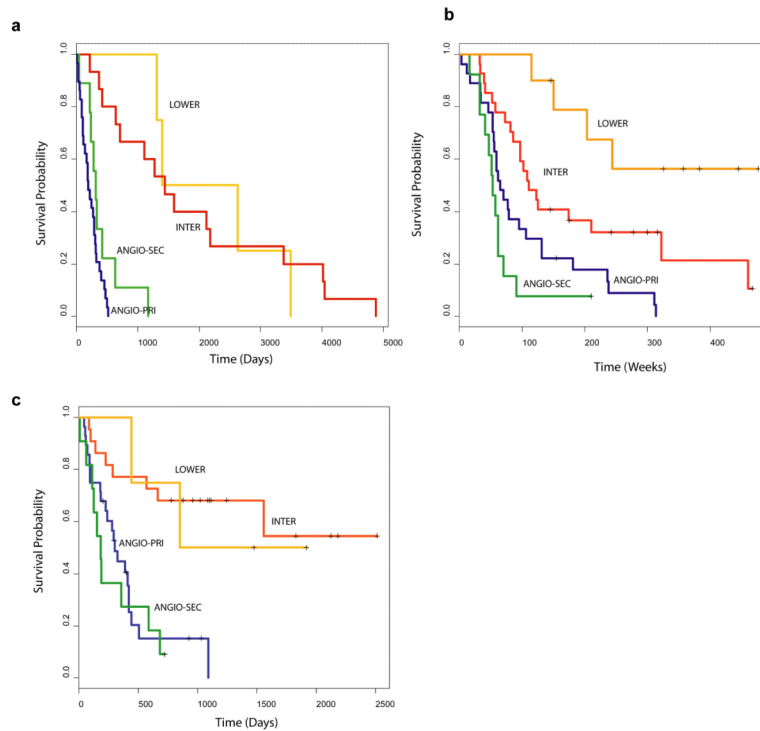 a
1.0
0.8
0.6
0.4
0.2
0.0
Survival Probability
LOWER
INTER
ANGIO-SEC
ANGIO-PRI
0 1000 2000 3000 4000 5000
Time (Days)
b
1.0
0.8
0.6
0.4
0.2
0.0
Survival Probability
LOWER
INTER
ANGIO-PRI
ANGIO-SEC
0 100 200 300 400
Time (Weeks)
c
1.0
0.8
0.6
0.4
0.2
0.0
Survival Probability
LOWER
INTER
ANGIO-PRI
ANGIO-SEC
0 500 1000 1500 2000 2500
Time (Days)